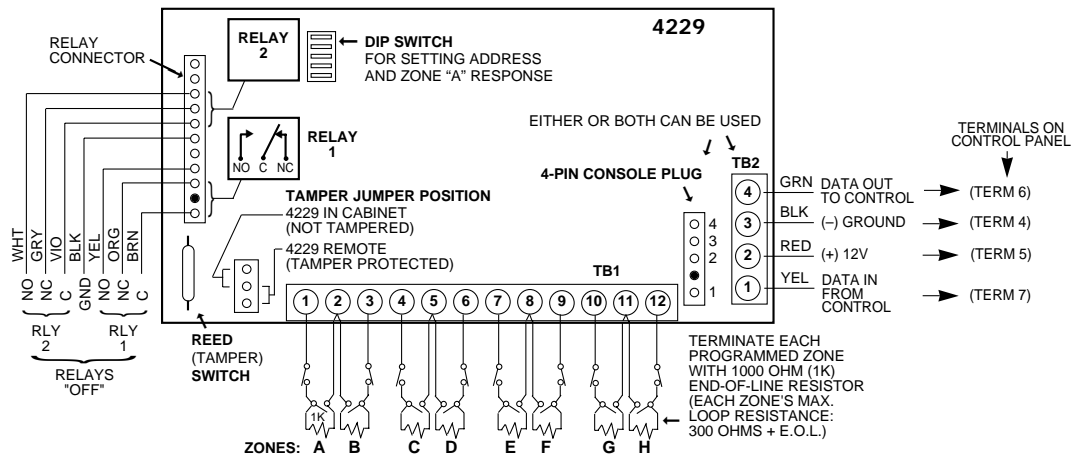 4229
RELAY
CONNECTOR
RELAY
2
DIP SWITCH
FOR SETTING ADDRESS
AND ZONE “A” RESPONSE
NO C NC
RELAY
1
TAMPER JUMPER POSITION
4229 IN CABINET
(NOT TAMPERED)
4229 REMOTE
(TAMPER PROTECTED)
EITHER OR BOTH CAN BE USED
4-PIN CONSOLE PLUG
4
3
2
1
TB2
4
3
2
1
TERMINALS ON
CONTROL PANEL
GRN DATA OUT
TO CONTROL
(TERM 6)
BLK (–) GROUND
(TERM 4)
RED (+) 12V
(TERM 5)
YEL DATA IN
FROM
CONTROL
(TERM 7)
WHT
GRY
VIO
BLK
YEL
ORG
BRN
NO
NC
C
GND
NO
NC
C
RLY
2
RLY
1
RELAYS
"OFF"
REED
(TAMPER)
SWITCH
TB1
1 2 3 4 5 6 7 8 9 10 11 12
1K
ZONES: A B C D E F G H
TERMINATE EACH
PROGRAMMED ZONE
WITH 1000 OHM (1K)
END-OF-LINE RESISTOR
(EACH ZONE'S MAX.
LOOP RESISTANCE:
300 OHMS + E.O.L.)